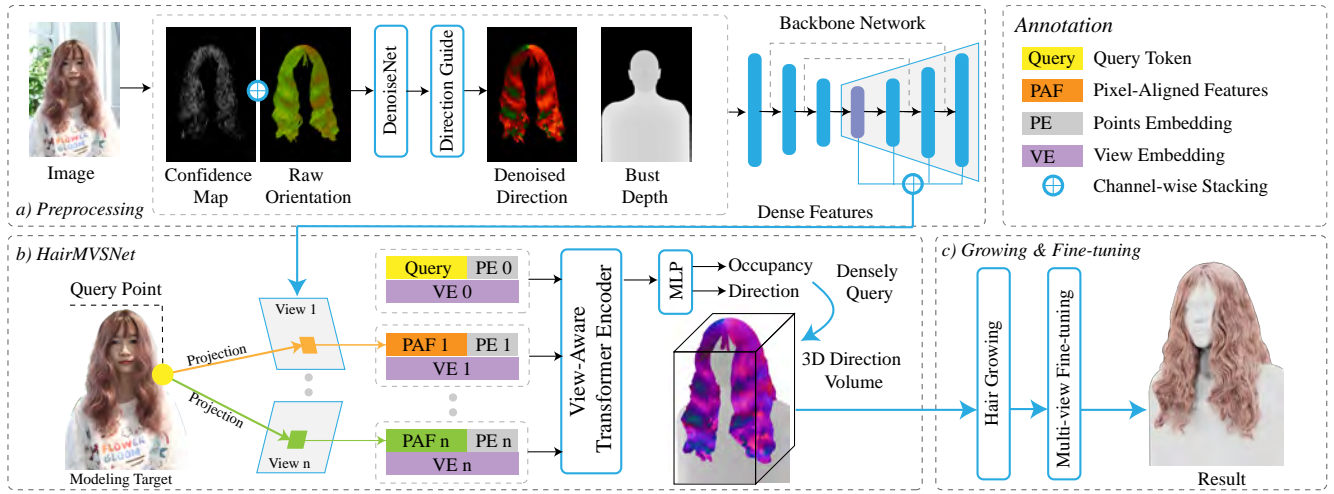 Image
a) Preprocessing
Confidence
Map
Raw
Orientation
DenoiseNet
Direction Guide
Denoised
Direction
Bust
Depth
Backbone Network
Dense Features
Annotation
Query Query Token
PAF Pixel-Aligned Features
PE Points Embedding
VE View Embedding
Channel-wise Stacking
b) HairMVSNet
Query Point
FLOWER
GLOOM
Modeling Target
Projection
Projection
View 1
View n
Query PE 0
VE 0
PAF 1 PE 1
VE 1
PAF n PE n
VE n
View-Aware
Transformer Encoder
MLP
Occupancy
Direction
Densely
Query
3D Direction
Volume
c) Growing & Fine-tuning
Hair Growing
Multi-view Fine-tuning
Result